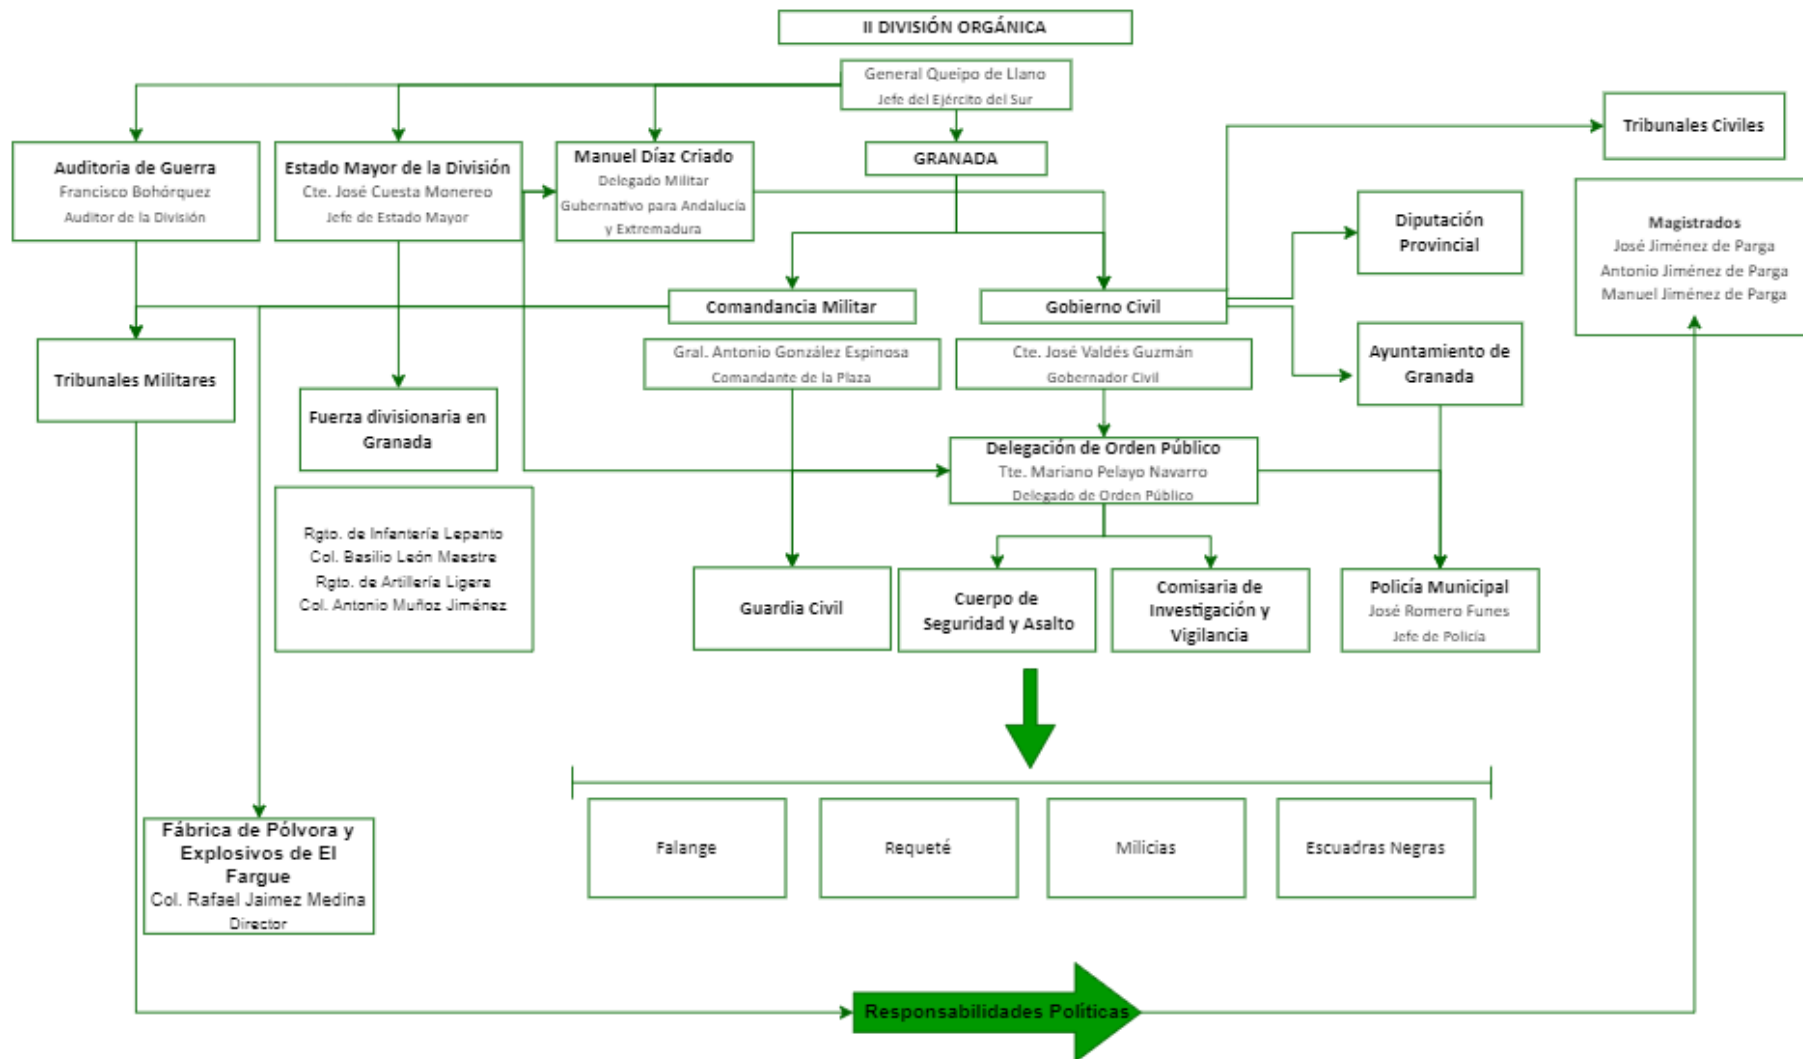 II DIVISIÓN ORGÁNICA
General Queipo de Llano
Jefe del Ejército del Sur
Auditoria de Guerra
Francisco Bohórquez
Auditor de la División
Estado Mayor de la División
Cte. José Cuesta Monereo
Jefe de Estado Mayor
Manuel Díaz Criado
Delegado Militar
Gubernativo para Andalucía
y Extremadura
GRANADA
Tribunales Civiles
Magistrados
José Jiménez de Parga
Antonio Jiménez de Parga
Manuel Jiménez de Parga
Diputación
Provincial
Comandancia Militar
Gral. Antonio González Espinosa
Comandante de la Plaza
Gobierno Civil
Cte. José Valdés Guzmán
Gobernador Civil
Ayuntamiento de
Granada
Tribunales Militares
Fuerza divisionaria en
Granada
Rgto. de Infantería Lepanto
Col. Basilio León Maestre
Rgto. de Artillería Ligera
Col. Antonio Muñoz Jiménez
Delegación de Orden Público
Tte. Mariano Pelayo Navarro
Delegado de Orden Público
Guardia Civil
Cuerpo de
Seguridad y Asalto
Comisaria de
Investigación y
Vigilancia
Policía Municipal
José Romero Funes
Jefe de Policía
Fábrica de Pólvora y
Explosivos de El
Fargue
Col. Rafael Jaimez Medina
Director
Falange
Requeté
Milicias
Escuadras Negras
Responsabilidades Políticas